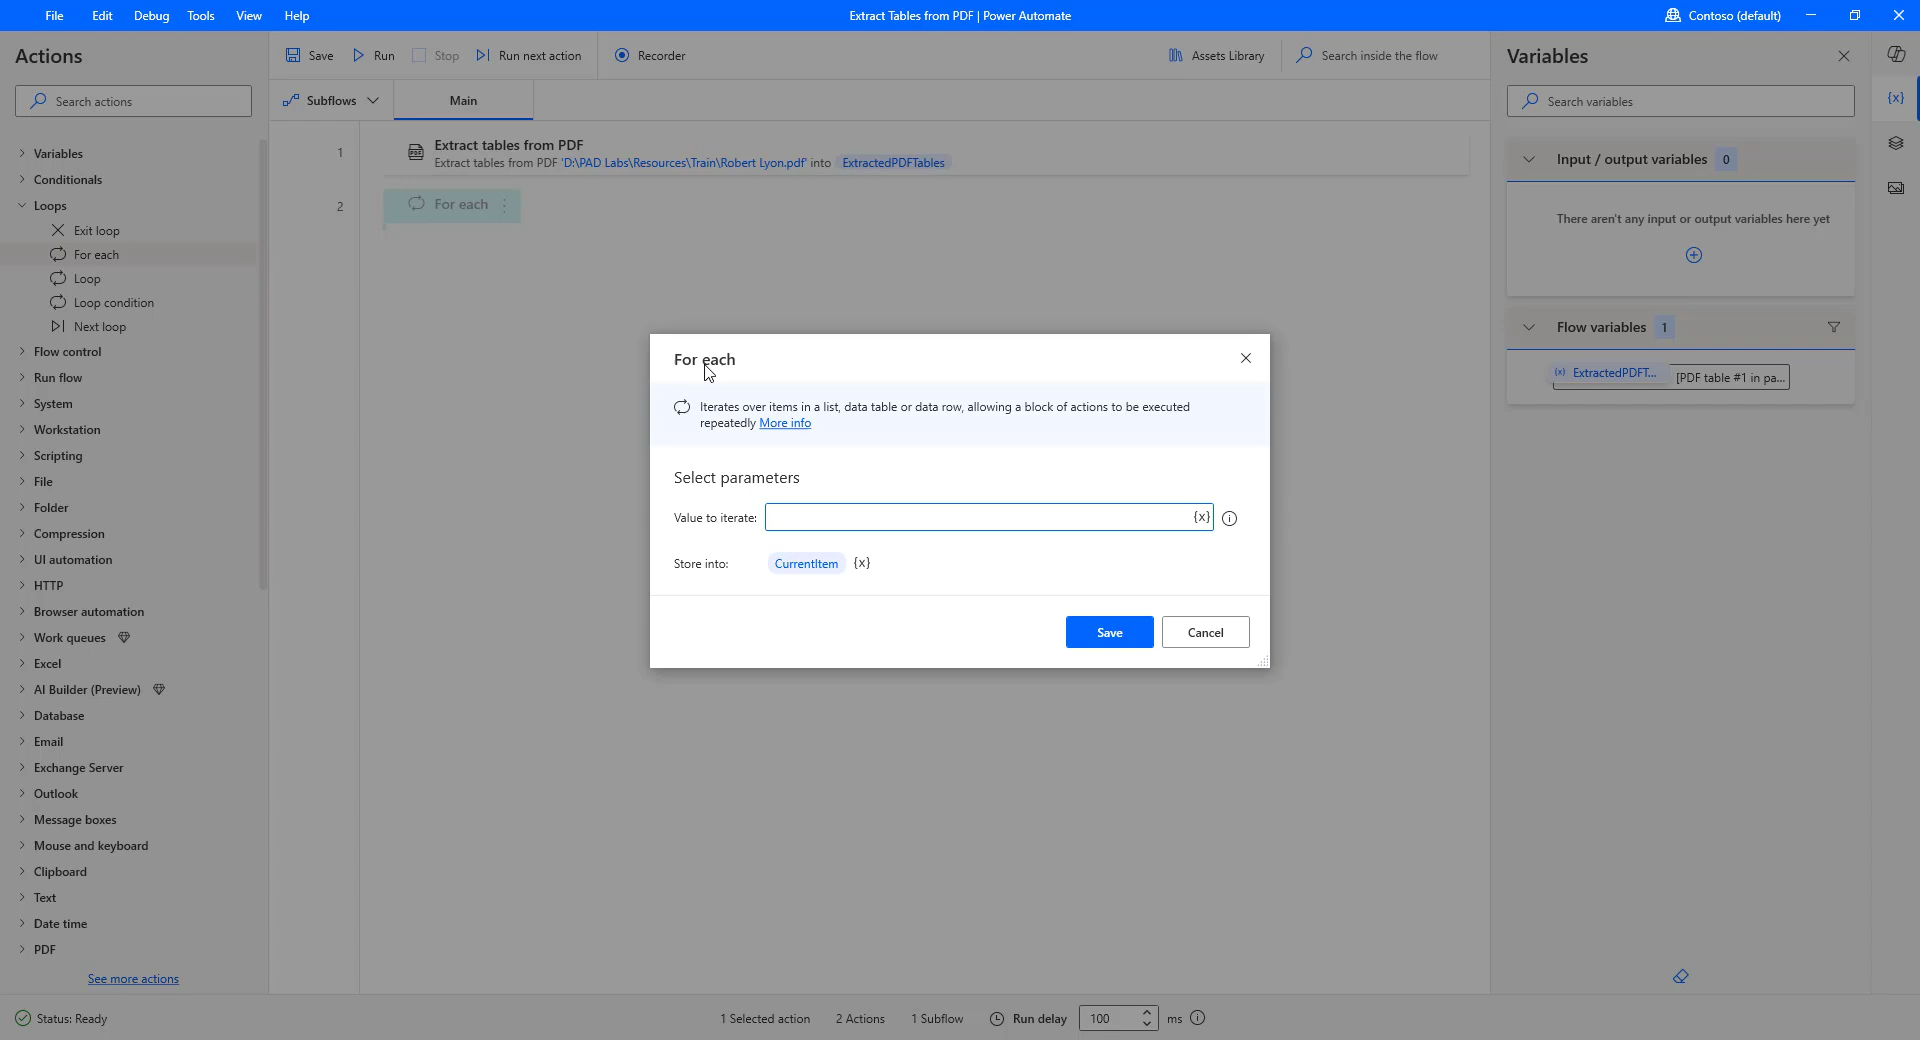 File Edit Debug Tools View Help
Extract Tables from PDF | Power Automate
Contoso (default)
Actions
Search actions
Variables
Conditionals
Loops
Exit loop
For each
Loop
Loop condition
Next loop
Flow control
Run flow
System
Workstation
Scripting
File
Folder
Compression
UI automation
HTTP
Browser automation
Work queues
Excel
AI Builder (Preview)
Database
Email
Exchange Server
Outlook
Message boxes
Mouse and keyboard
Clipboard
Text
Date time
PDF
See more actions
Save Run Stop Run next action Recorder
Assets Library Search inside the flow
Subflows Main
1
Extract tables from PDF
Extract tables from PDF 'D:\PAD Labs\Resources\Train\Robert Lyon.pdf' into ExtractedPDFTables
2
For each
For each
Iterates over items in a list, data table or data row, allowing a block of actions to be executed
repeatedly More info
Select parameters
Value to iterate: {x}
Store into: CurrentItem {x}
Save Cancel
Variables
{x}
Search variables
Input / output variables 0
There aren't any input or output variables here yet
Flow variables 1
(x) ExtractedPDFT... [PDF table #1 in pa...
Status: Ready
1 Selected action 2 Actions 1 Subflow Run delay 100 ms